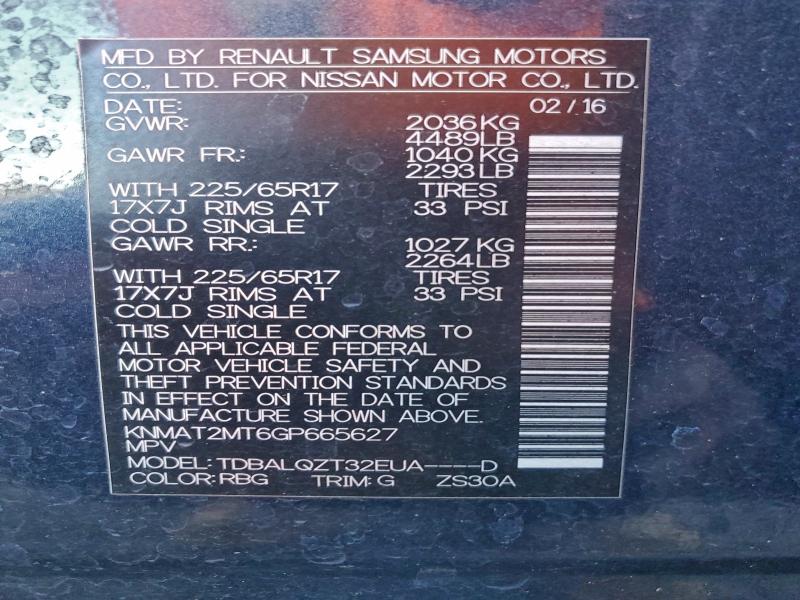 MFD BY RENAULT SAMSUNG MOTORS
CO., LTD. FOR NISSAN MOTOR CO., LTD.
DATE: 02/16
GVWR: 2036 KG
4489 LB
GAWR FR.: 1040 KG
2293 LB
WITH 225/65R17 TIRES
17X7J RIMS AT 33 PSI
COLD SINGLE
GAWR RR.: 1027 KG
2264 LB
WITH 225/65R17 TIRES
17X7J RIMS AT 33 PSI
COLD SINGLE
THIS VEHICLE CONFORMS TO
ALL APPLICABLE FEDERAL
MOTOR VEHICLE SAFETY AND
THEFT PREVENTION STANDARDS
IN EFFECT ON THE DATE OF
MANUFACTURE SHOWN ABOVE.
KNMAT2MT6GP665627
MPV
MODEL: TDBALQZT32EUA----D
COLOR: RBG TRIM: G ZS30A